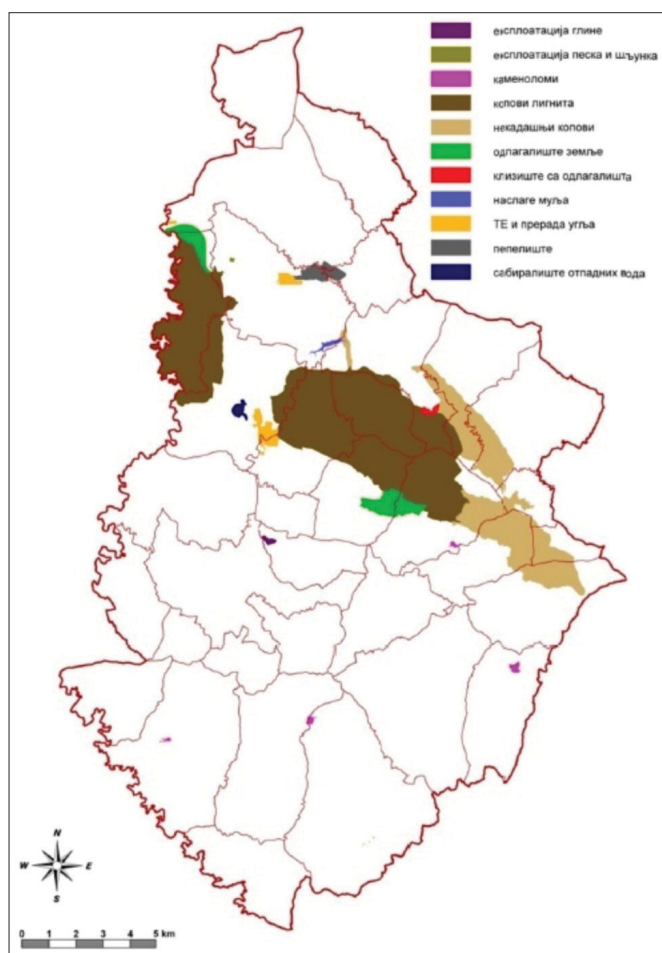 експлоатација глине
експлоатација песка и шљунка
каменоломи
копови лигнита
некадашњи копови
одлагалиште земље
клизиште са одлагалишта
наслаге муља
ТЕ и прерада угља
пепелиште
сабиралиште отпадних вода
N
W E
S
0 1 2 3 4 5 km